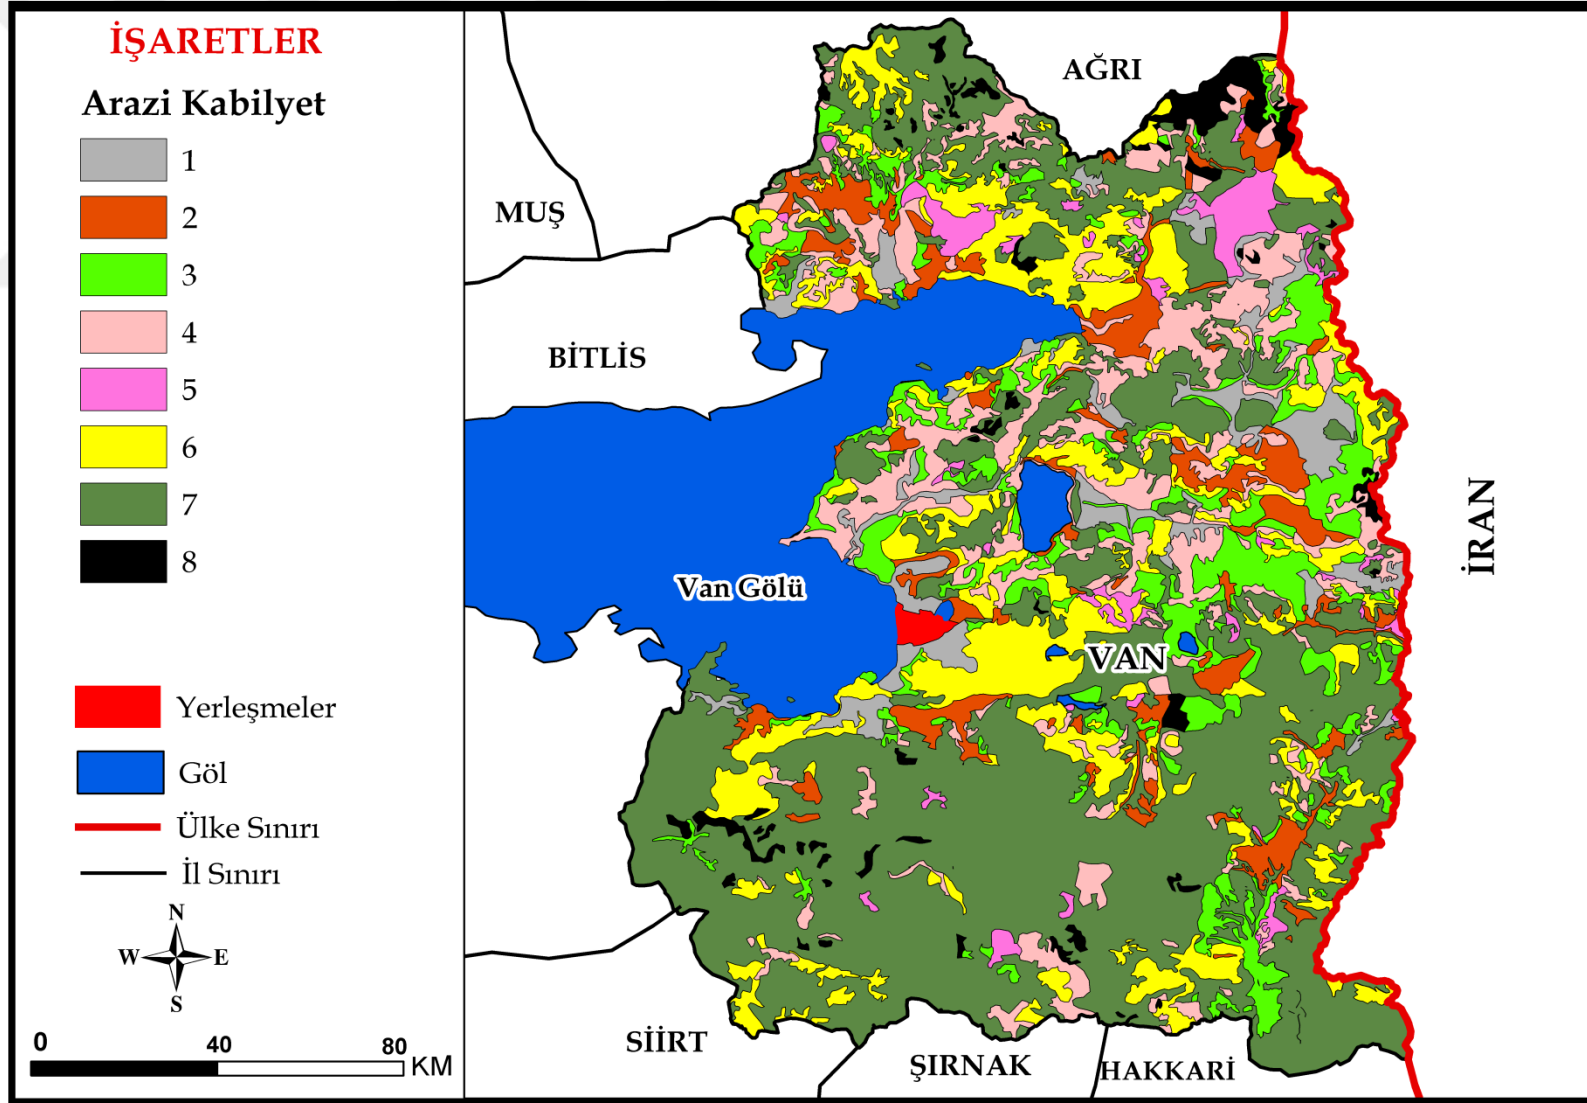 İŞARETLER
Arazi Kabilyet
1
2
3
4
5
6
7
8
Yerleşmeler
Göl
Ülke Sınırı
İl Sınırı
N
W E
S
0 40 80
KM
AĞRI
MUŞ
BİTLİS
Van Gölü
VAN
İRAN
SİİRT
ŞIRNAK
HAKKARİ